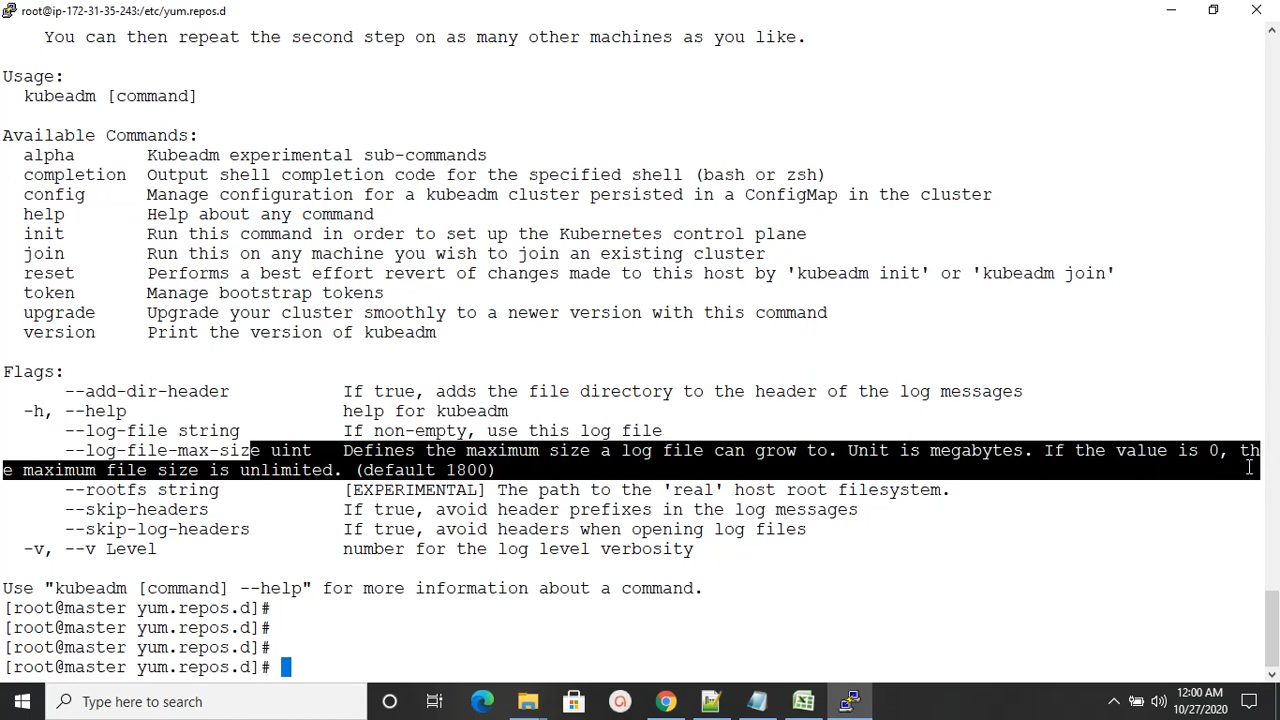 root@ip-172-31-35-243:/etc/yum.repos.d
You can then repeat the second step on as many other machines as you like.
Usage:
kubeadm [command]
Available Commands:
alpha       Kubeadm experimental sub-commands
completion  Output shell completion code for the specified shell (bash or zsh)
config      Manage configuration for a kubeadm cluster persisted in a ConfigMap in the cluster
help        Help about any command
init        Run this command in order to set up the Kubernetes control plane
join        Run this on any machine you wish to join an existing cluster
reset       Performs a best effort revert of changes made to this host by 'kubeadm init' or 'kubeadm join'
token       Manage bootstrap tokens
upgrade     Upgrade your cluster smoothly to a newer version with this command
version     Print the version of kubeadm
Flags:
--add-dir-header           If true, adds the file directory to the header of the log messages
-h, --help                     help for kubeadm
--log-file string          If non-empty, use this log file
--log-file-max-size uint   Defines the maximum size a log file can grow to. Unit is megabytes. If the value is 0, th
e maximum file size is unlimited. (default 1800)
--rootfs string            [EXPERIMENTAL] The path to the 'real' host root filesystem.
--skip-headers             If true, avoid header prefixes in the log messages
--skip-log-headers         If true, avoid headers when opening log files
-v, --v Level                  number for the log level verbosity
Use "kubeadm [command] --help" for more information about a command.
[root@master yum.repos.d]#
[root@master yum.repos.d]#
[root@master yum.repos.d]#
[root@master yum.repos.d]#
Type here to search
12:00 AM
10/27/2020